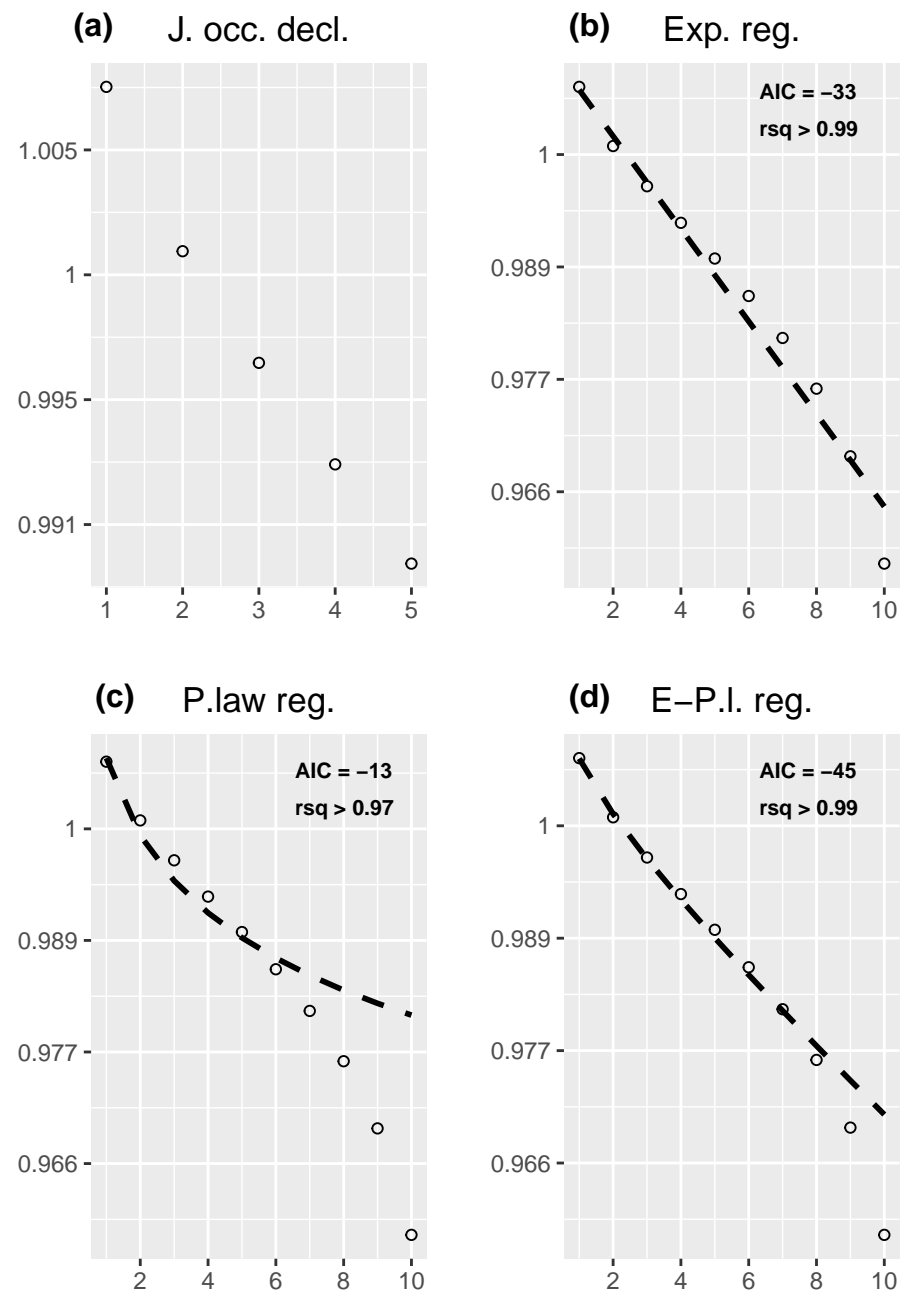 (a) J. occ. decl.
1.005
1
0.995
0.991
1 2 3 4 5
(b) Exp. reg.
AIC = −33
rsq > 0.99
1
0.989
0.977
0.966
2 4 6 8 10
(c) P.law reg.
AIC = −13
rsq > 0.97
1
0.989
0.977
0.966
2 4 6 8 10
(d) E−P.l. reg.
AIC = −45
rsq > 0.99
1
0.989
0.977
0.966
2 4 6 8 10